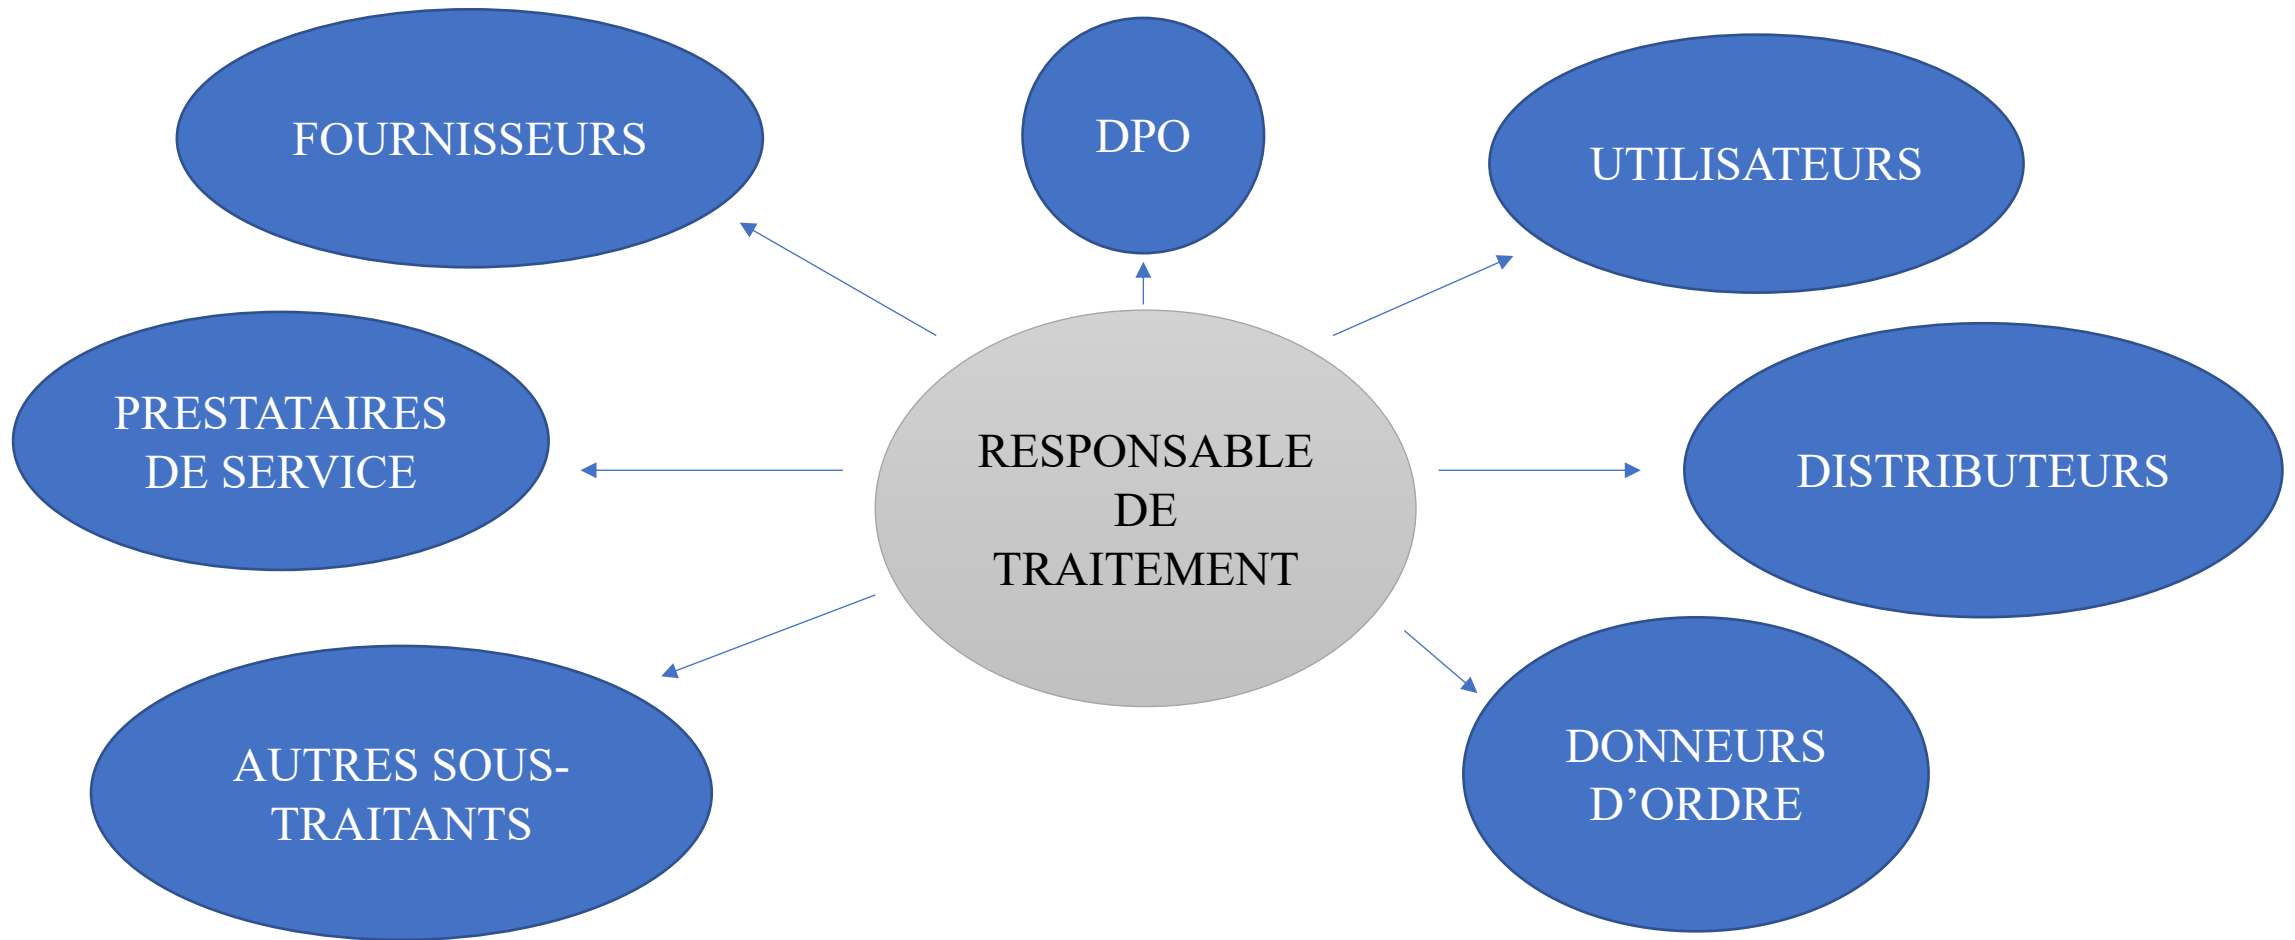 FOURNISSEURS
DPO
UTILISATEURS
PRESTATAIRES
DE SERVICE
RESPONSABLE
DE
TRAITEMENT
DISTRIBUTEURS
AUTRES SOUS-
TRAITANTS
DONNEURS
D’ORDRE